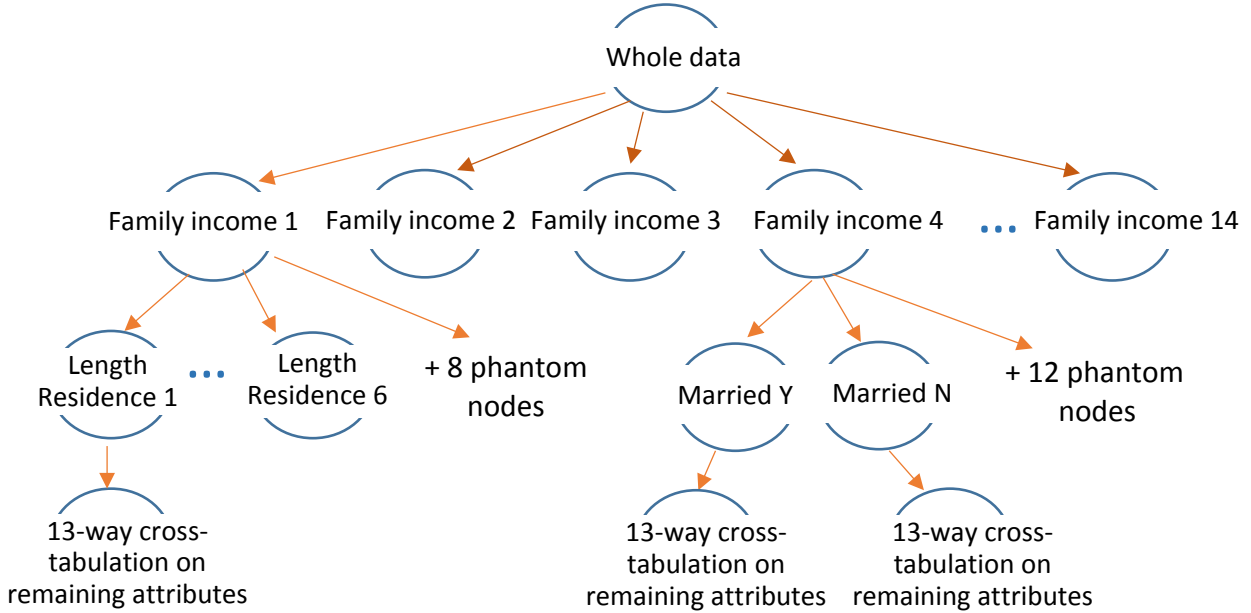 Whole data
Family income 1
Family income 2
Family income 3
Family income 4
...
Family income 14
Length
Residence 1
...
Length
Residence 6
+ 8 phantom
nodes
Married Y
Married N
+ 12 phantom
nodes
13-way cross-
tabulation on
remaining attributes
13-way cross-
tabulation on
remaining attributes
13-way cross-
tabulation on
remaining attributes